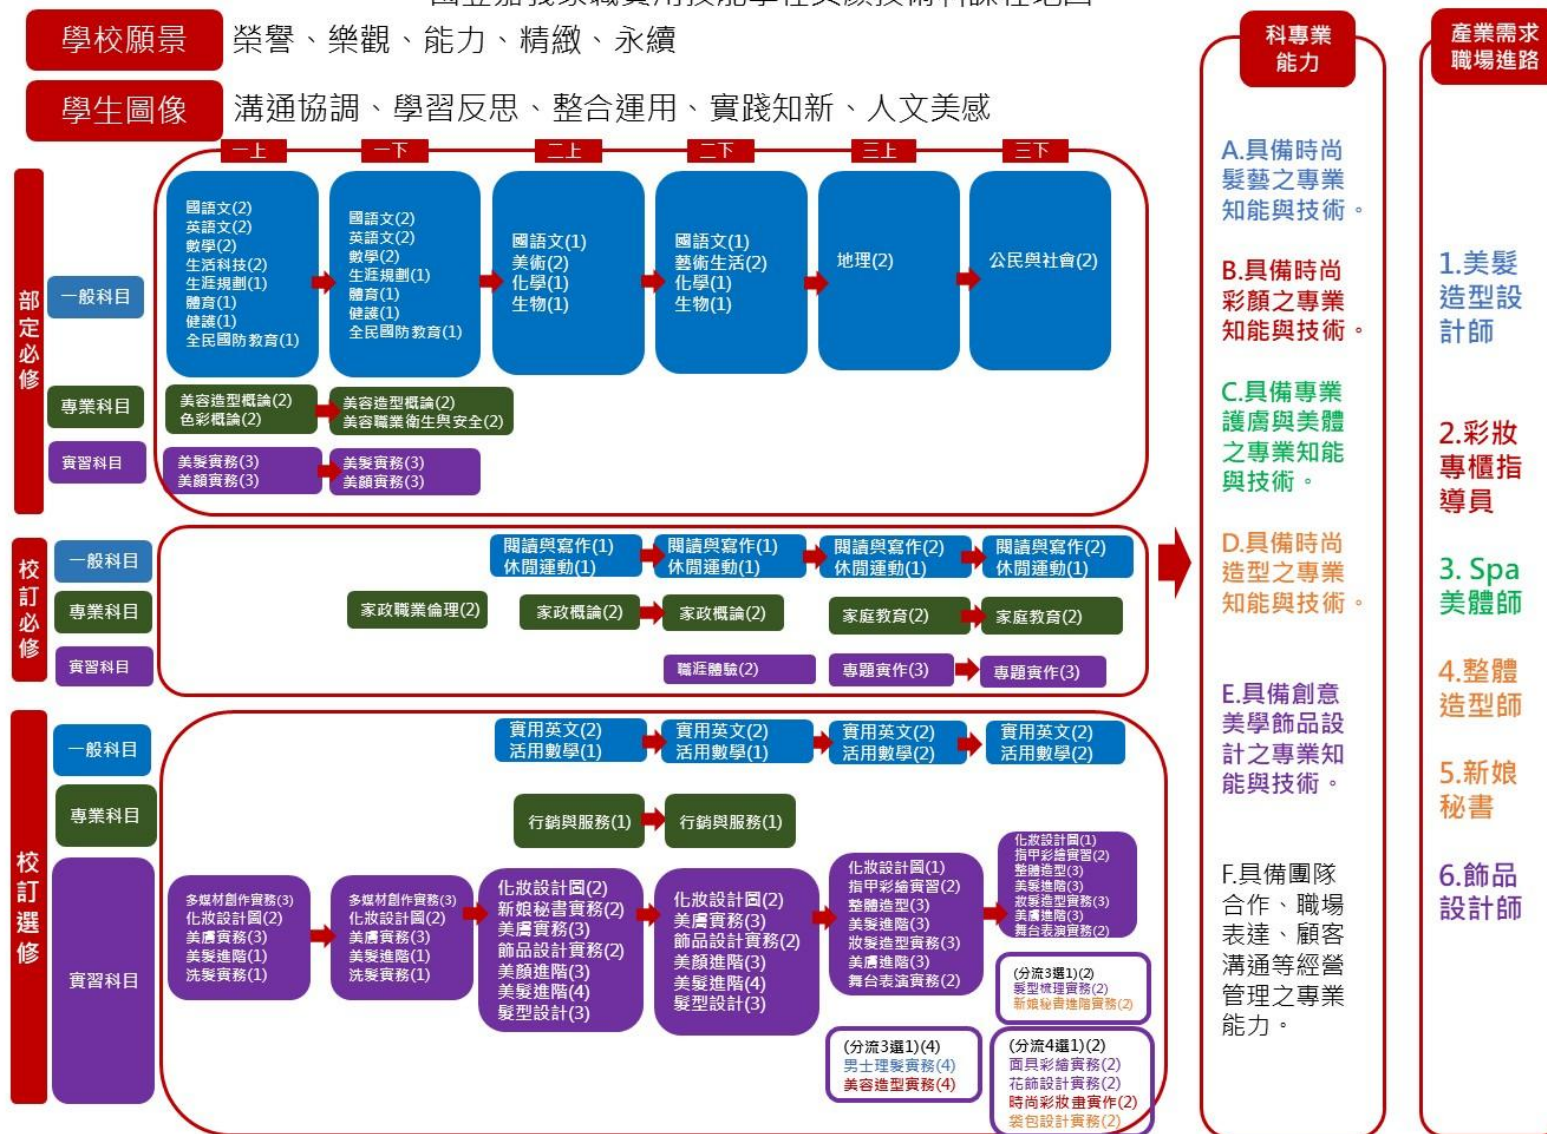 學校願景
榮譽、樂觀、能力、精緻、永續
學生圖像
溝通協調、學習反思、整合運用、實踐知新、人文美感
一上
一下
二上
二下
三上
三下
部定必修
一般科目
國語文(2)
英語文(2)
數學(2)
生活科技(2)
生涯規劃(1)
體育(1)
健護(1)
全民國防教育(1)
國語文(2)
英語文(2)
數學(2)
生涯規劃(1)
體育(1)
健護(1)
全民國防教育(1)
國語文(1)
美術(2)
化學(1)
生物(1)
國語文(1)
藝術生活(2)
化學(1)
生物(1)
地理(2)
公民與社會(2)
專業科目
美容造型概論(2)
色彩概論(2)
美容造型概論(2)
美容職業衛生與安全(2)
實習科目
美髮實務(3)
美顏實務(3)
美髮實務(3)
美顏實務(3)
校訂必修
一般科目
閱讀與寫作(1)
休閒運動(1)
閱讀與寫作(1)
休閒運動(1)
閱讀與寫作(2)
休閒運動(1)
閱讀與寫作(2)
休閒運動(1)
專業科目
家政職業倫理(2)
家政概論(2)
家政概論(2)
家庭教育(2)
家庭教育(2)
實習科目
職涯體驗(2)
專題實作(3)
專題實作(3)
校訂選修
一般科目
實用英文(2)
活用數學(1)
實用英文(2)
活用數學(1)
實用英文(2)
活用數學(2)
實用英文(2)
活用數學(2)
專業科目
行銷與服務(1)
行銷與服務(1)
實習科目
多媒材創作實務(3)
化妝設計圖(2)
美膚實務(3)
美髮進階(1)
洗髮實務(1)
多媒材創作實務(3)
化妝設計圖(2)
美膚實務(3)
美髮進階(1)
洗髮實務(1)
化妝設計圖(2)
新娘秘書實務(2)
美膚實務(3)
飾品設計實務(2)
美顏進階(3)
美髮進階(4)
髮型設計(3)
化妝設計圖(2)
美膚實務(3)
飾品設計實務(2)
美顏進階(3)
美髮進階(4)
髮型設計(3)
化妝設計圖(1)
指甲彩繪實習(2)
整體造型(3)
美髮進階(3)
妝髮造型實務(3)
美膚進階(3)
舞台表演實務(2)
化妝設計圖(1)
指甲彩繪實習(2)
整體造型(3)
美髮進階(3)
妝髮造型實務(3)
美膚進階(3)
舞台表演實務(2)
(分流3選1)(2)
髮型梳理實務(2)
新娘秘書進階實務(2)
(分流3選1)(4)
男士理髮實務(4)
美容造型實務(4)
(分流4選1)(2)
面具彩繪實務(2)
花飾設計實務(2)
時尚彩妝畫實作(2)
袋包設計實務(2)
科專業
能力
A.具備時尚
髮藝之專業
知能與技術。
B.具備時尚
彩顏之專業
知能與技術。
C.具備專業
護膚與美體
之專業知能
與技術。
D.具備時尚
造型之專業
知能與技術。
E.具備創意
美學飾品設
計之專業知
能與技術。
F.具備團隊
合作、職場
表達、顧客
溝通等經營
管理之專業
能力。
產業需求
職場進路
1.美髮
造型設
計師
2.彩妝
專櫃指
導員
3. Spa
美體師
4.整體
造型師
5.新娘
秘書
6.飾品
設計師